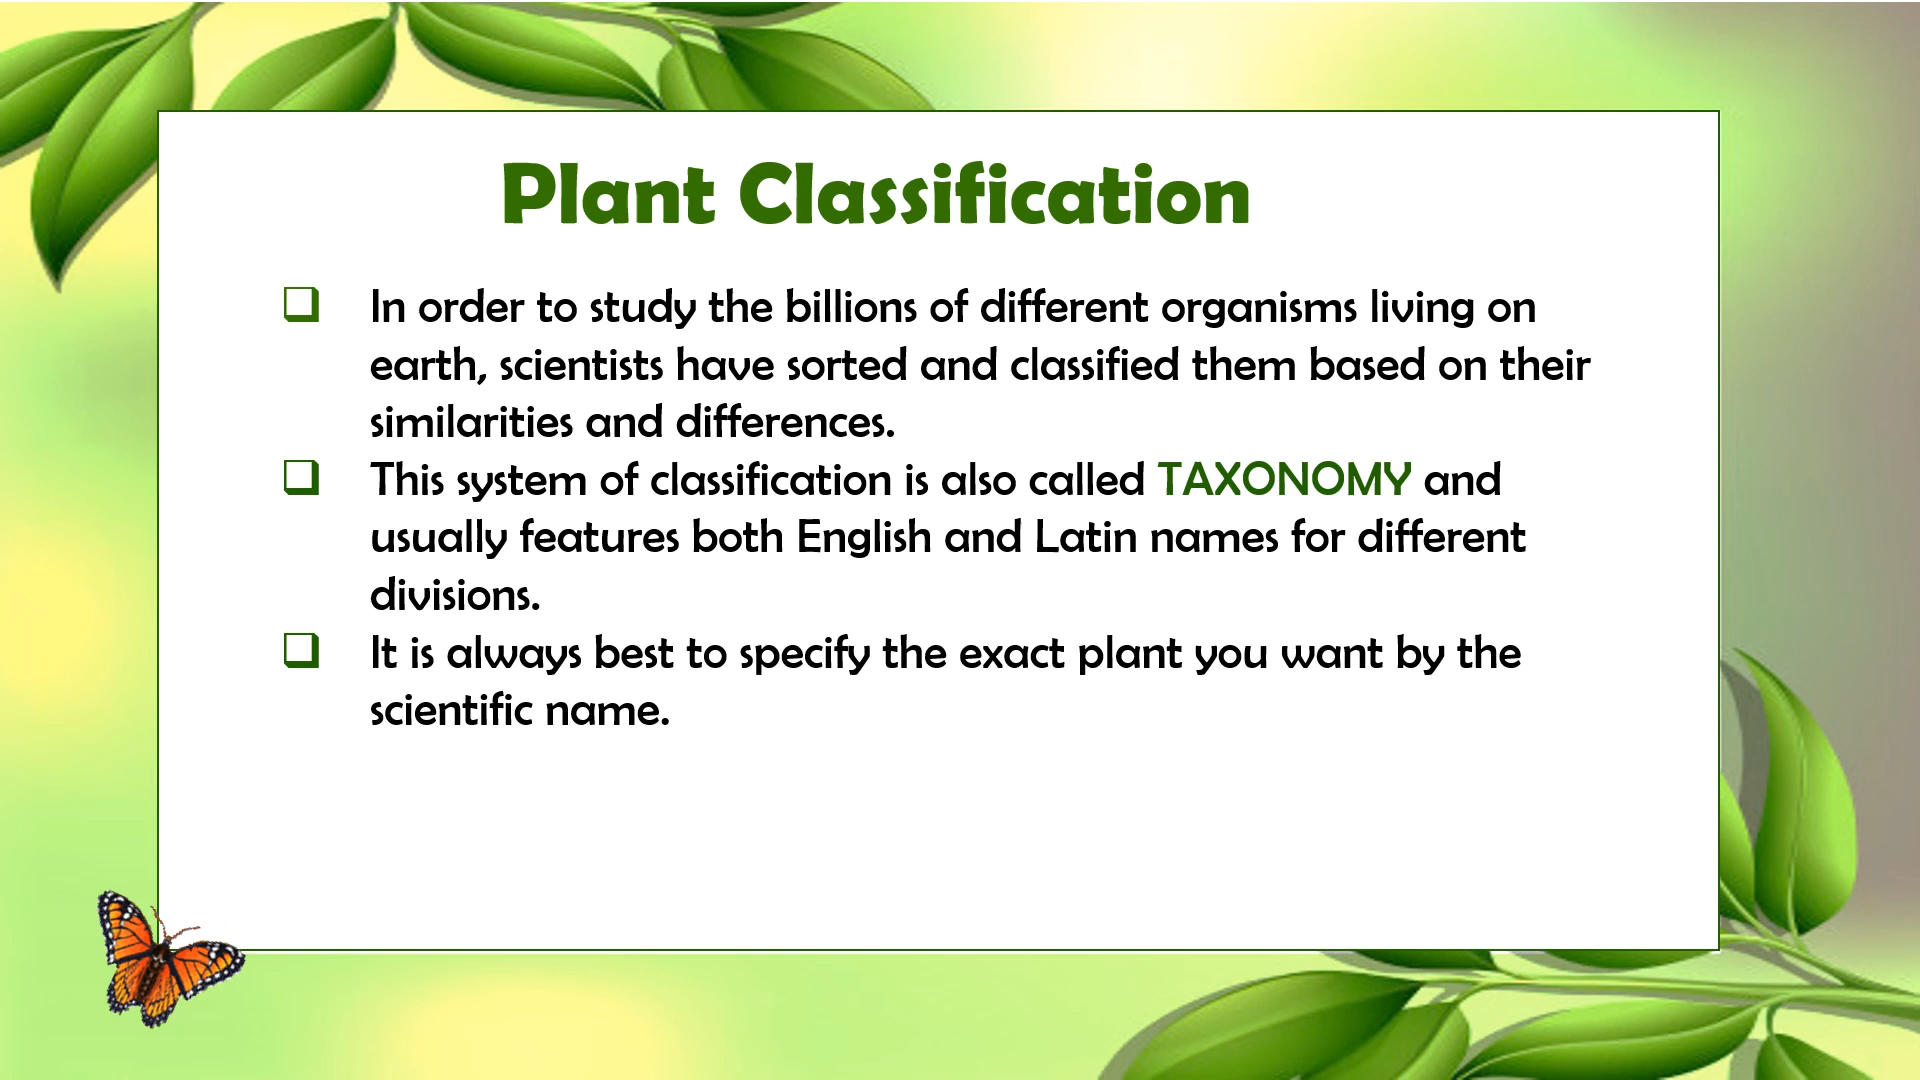 Plant Classification
In order to study the billions of different organisms living on
earth, scientists have sorted and classified them based on their
similarities and differences.
This system of classification is also called TAXONOMY and
usually features both English and Latin names for different
divisions.
It is always best to specify the exact plant you want by the
scientific name.